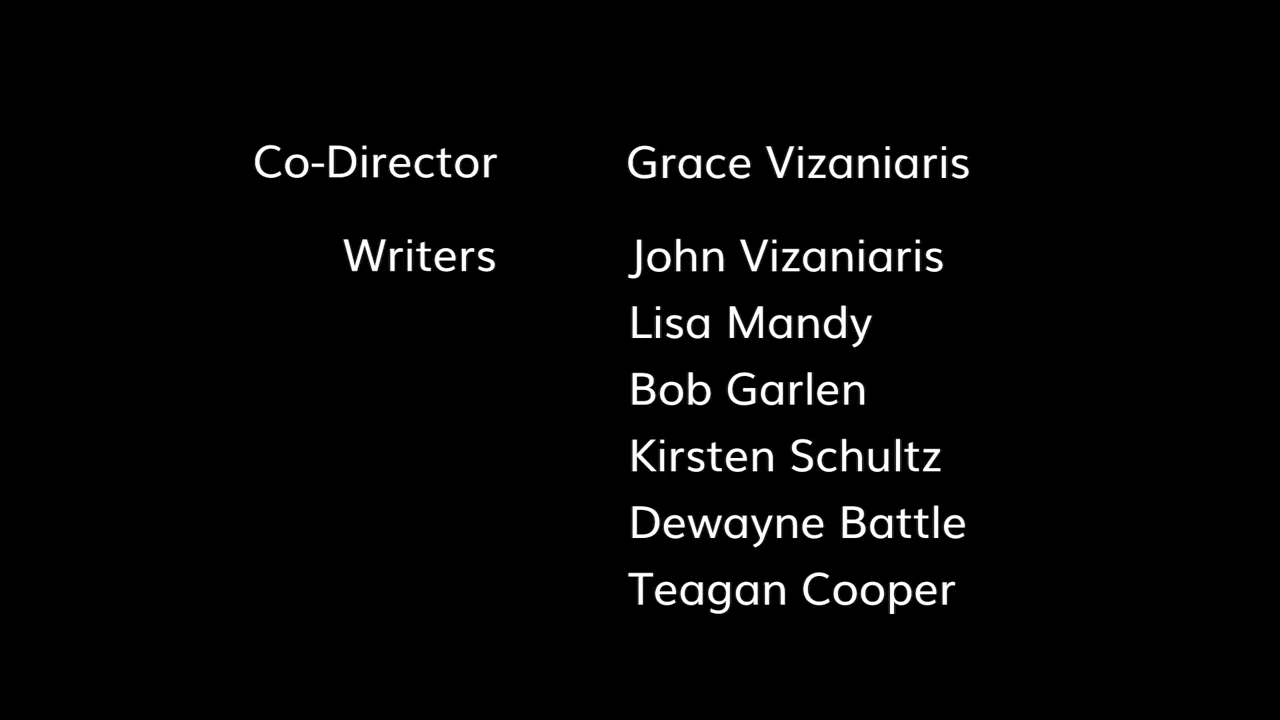 Co-Director Grace Vizaniaris
Writers John Vizaniaris
Lisa Mandy
Bob Garlen
Kirsten Schultz
Dewayne Battle
Teagan Cooper